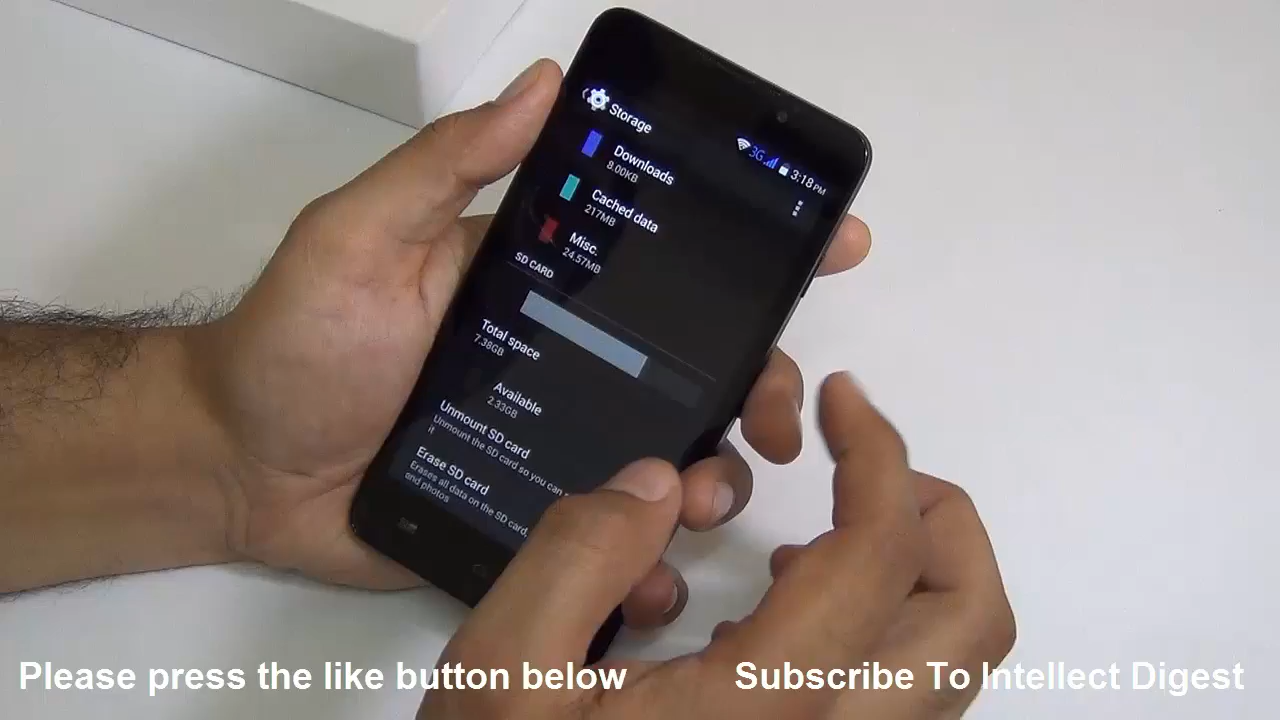 Storage
3G 3:18 PM
Downloads
8.00KB
Cached data
217MB
Misc.
24.57MB
SD CARD
Total space
7.38GB
Available
2.33GB
Unmount SD card
Unmount the SD card so you can
it
Erase SD card
Erases all data on the SD card,
and photos
Please press the like button below
Subscribe To Intellect Digest